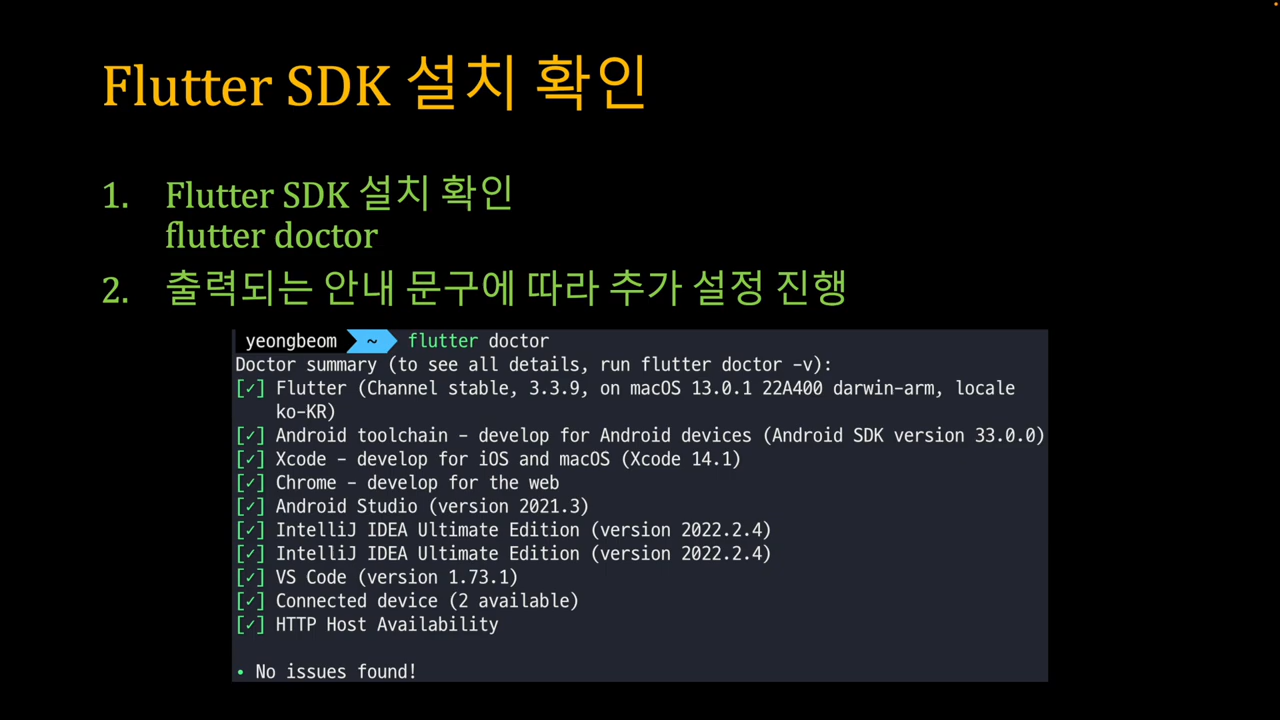 Flutter SDK 설치 확인
1. Flutter SDK 설치 확인
flutter doctor
2. 출력되는 안내 문구에 따라 추가 설정 진행
yeongbeom ~ flutter doctor
Doctor summary (to see all details, run flutter doctor -v):
[✓] Flutter (Channel stable, 3.3.9, on macOS 13.0.1 22A400 darwin-arm, locale
ko-KR)
[✓] Android toolchain - develop for Android devices (Android SDK version 33.0.0)
[✓] Xcode - develop for iOS and macOS (Xcode 14.1)
[✓] Chrome - develop for the web
[✓] Android Studio (version 2021.3)
[✓] IntelliJ IDEA Ultimate Edition (version 2022.2.4)
[✓] IntelliJ IDEA Ultimate Edition (version 2022.2.4)
[✓] VS Code (version 1.73.1)
[✓] Connected device (2 available)
[✓] HTTP Host Availability
• No issues found!